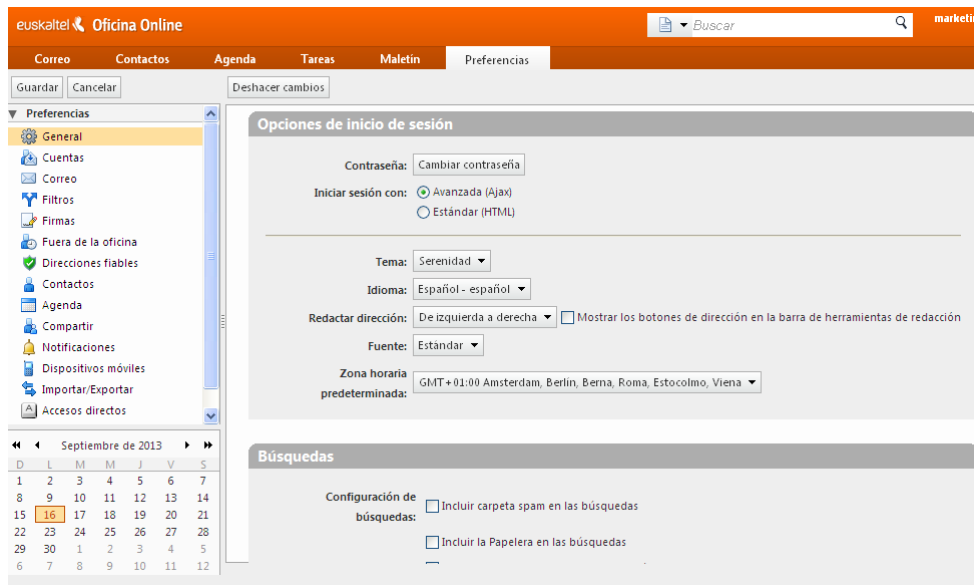 euskaltel Oficina Online
Buscar
Correo Contactos Agenda Tareas Maletín Preferencias
Guardar Cancelar Deshacer cambios
Preferencias
General
Cuentas
Correo
Filtros
Firmas
Fuera de la oficina
Direcciones fiables
Contactos
Agenda
Compartir
Notificaciones
Dispositivos móviles
Importar/Exportar
Accesos directos
Septiembre de 2013
D L M M J V S
1 2 3 4 5 6 7
8 9 10 11 12 13 14
15 16 17 18 19 20 21
22 23 24 25 26 27 28
29 30 1 2 3 4 5
6 7 8 9 10 11 12
Opciones de inicio de sesión
Contraseña: Cambiar contraseña
Iniciar sesión con: Avanzada (Ajax)
Estándar (HTML)
Tema: Serenidad
Idioma: Español - español
Redactar dirección: De izquierda a derecha Mostrar los botones de dirección en la barra de herramientas de redacción
Fuente: Estándar
Zona horaria
predeterminada: GMT+01:00 Amsterdam, Berlín, Berna, Roma, Estocolmo, Viena
Búsquedas
Configuración de
búsquedas: Incluir carpeta spam en las búsquedas
Incluir la Papelera en las búsquedas